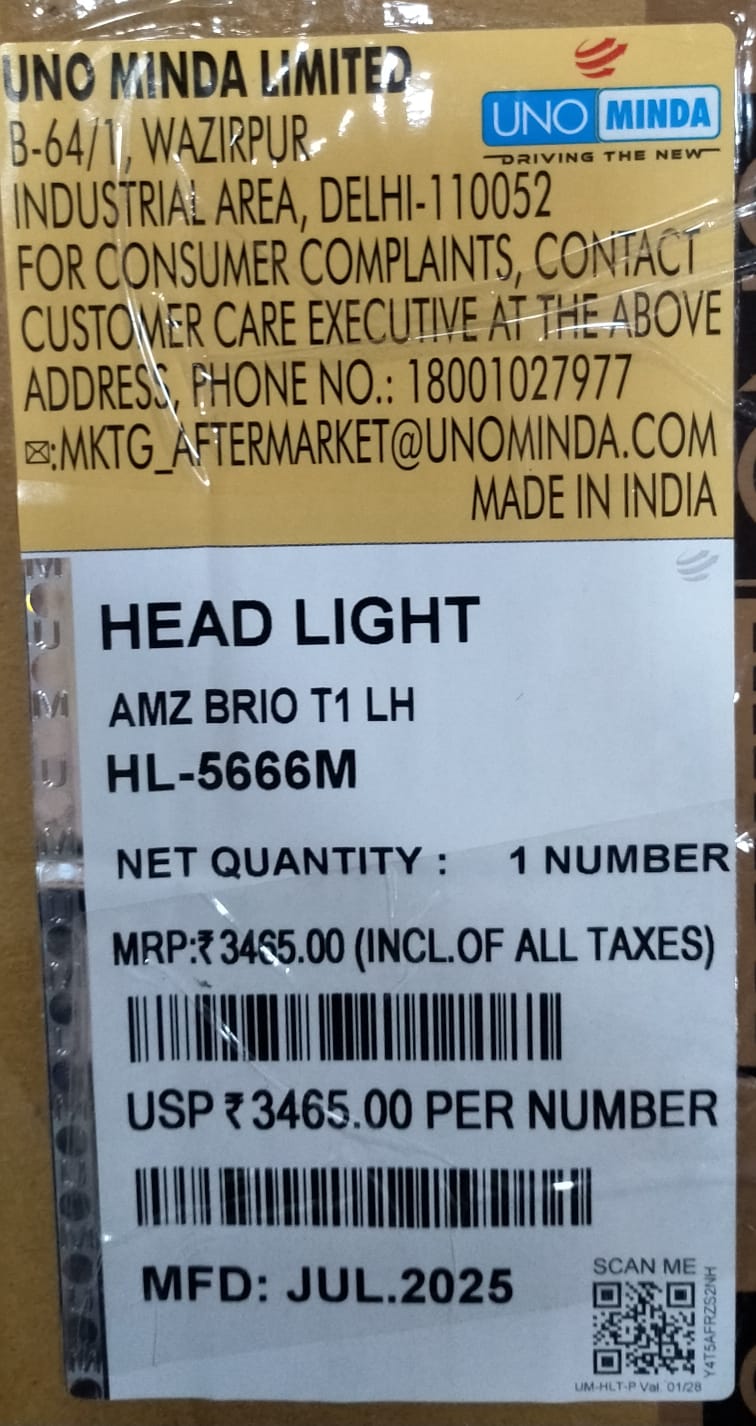 UNO MINDA LIMITED
UNO MINDA
DRIVING THE NEW
B-64/1, WAZIRPUR
INDUSTRIAL AREA, DELHI-110052
FOR CONSUMER COMPLAINTS, CONTACT
CUSTOMER CARE EXECUTIVE AT THE ABOVE
ADDRESS, PHONE NO.: 18001027977
✉:MKTG_AFTERMARKET@UNOMINDA.COM
MADE IN INDIA
HEAD LIGHT
AMZ BRIO T1 LH
HL-5666M
NET QUANTITY : 1 NUMBER
MRP:₹3465.00 (INCL.OF ALL TAXES)
USP ₹3465.00 PER NUMBER
MFD: JUL.2025
SCAN ME
Y4T5AFRZS2NH
UM-HLT-P Val. 01/28